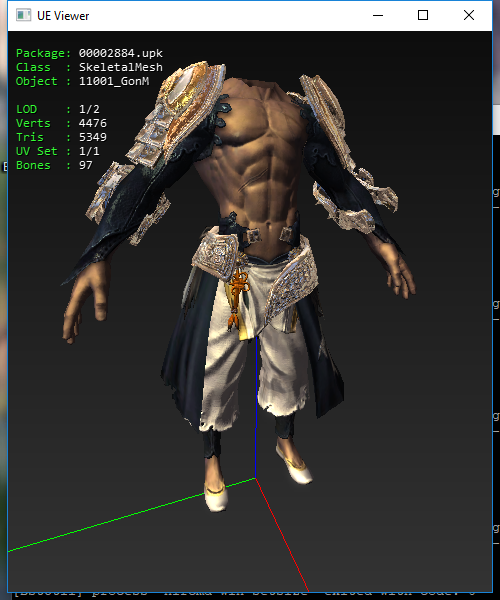 UE Viewer
Package: 00002884.upk
Class : SkeletalMesh
Object : 11001_GonM
LOD : 1/2
Verts : 4476
Tris : 5349
UV Set : 1/1
Bones : 97